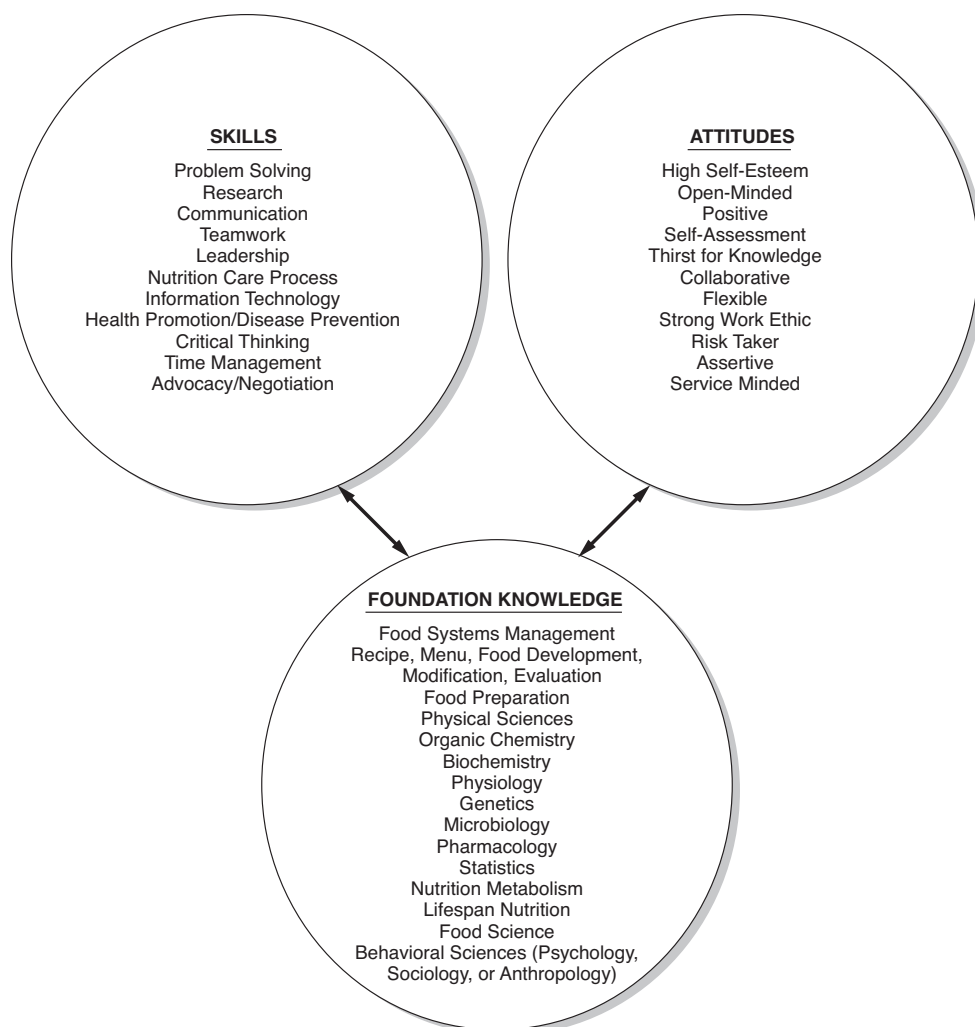 SKILLS
Problem Solving
Research
Communication
Teamwork
Leadership
Nutrition Care Process
Information Technology
Health Promotion/Disease Prevention
Critical Thinking
Time Management
Advocacy/Negotiation
ATTITUDES
High Self-Esteem
Open-Minded
Positive
Self-Assessment
Thirst for Knowledge
Collaborative
Flexible
Strong Work Ethic
Risk Taker
Assertive
Service Minded
FOUNDATION KNOWLEDGE
Food Systems Management
Recipe, Menu, Food Development,
Modification, Evaluation
Food Preparation
Physical Sciences
Organic Chemistry
Biochemistry
Physiology
Genetics
Microbiology
Pharmacology
Statistics
Nutrition Metabolism
Lifespan Nutrition
Food Science
Behavioral Sciences (Psychology,
Sociology, or Anthropology)